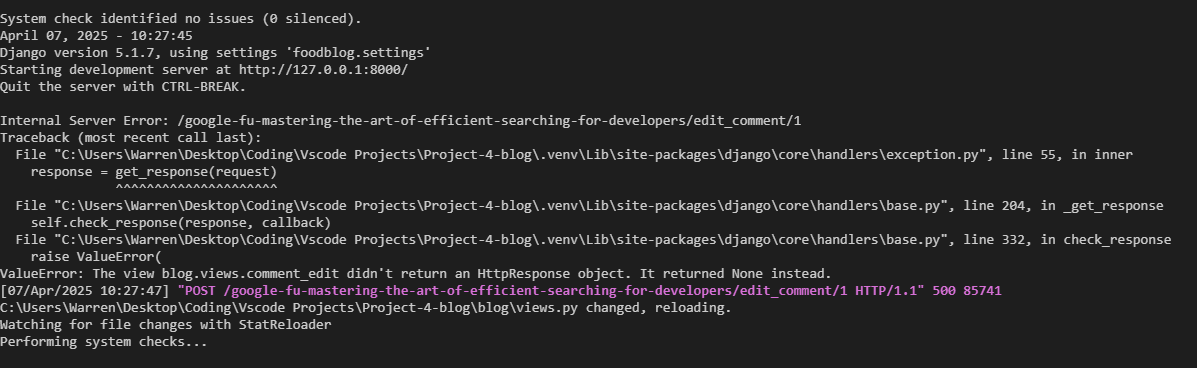 System check identified no issues (0 silenced).
April 07, 2025 - 10:27:45
Django version 5.1.7, using settings 'foodblog.settings'
Starting development server at http://127.0.0.1:8000/
Quit the server with CTRL-BREAK.
Internal Server Error: /google-fu-mastering-the-art-of-efficient-searching-for-developers/edit_comment/1
Traceback (most recent call last):
  File "C:\Users\Warren\Desktop\Coding\Vscode Projects\Project-4-blog\.venv\Lib\site-packages\django\core\handlers\exception.py", line 55, in inner
    response = get_response(request)
               ^^^^^^^^^^^^^^^^^^^^^
  File "C:\Users\Warren\Desktop\Coding\Vscode Projects\Project-4-blog\.venv\Lib\site-packages\django\core\handlers\base.py", line 204, in _get_response
    self.check_response(response, callback)
  File "C:\Users\Warren\Desktop\Coding\Vscode Projects\Project-4-blog\.venv\Lib\site-packages\django\core\handlers\base.py", line 332, in check_response
    raise ValueError(
ValueError: The view blog.views.comment_edit didn't return an HttpResponse object. It returned None instead.
[07/Apr/2025 10:27:47] "POST /google-fu-mastering-the-art-of-efficient-searching-for-developers/edit_comment/1 HTTP/1.1" 500 85741
C:\Users\Warren\Desktop\Coding\Vscode Projects\Project-4-blog\blog\views.py changed, reloading.
Watching for file changes with StatReloader
Performing system checks...